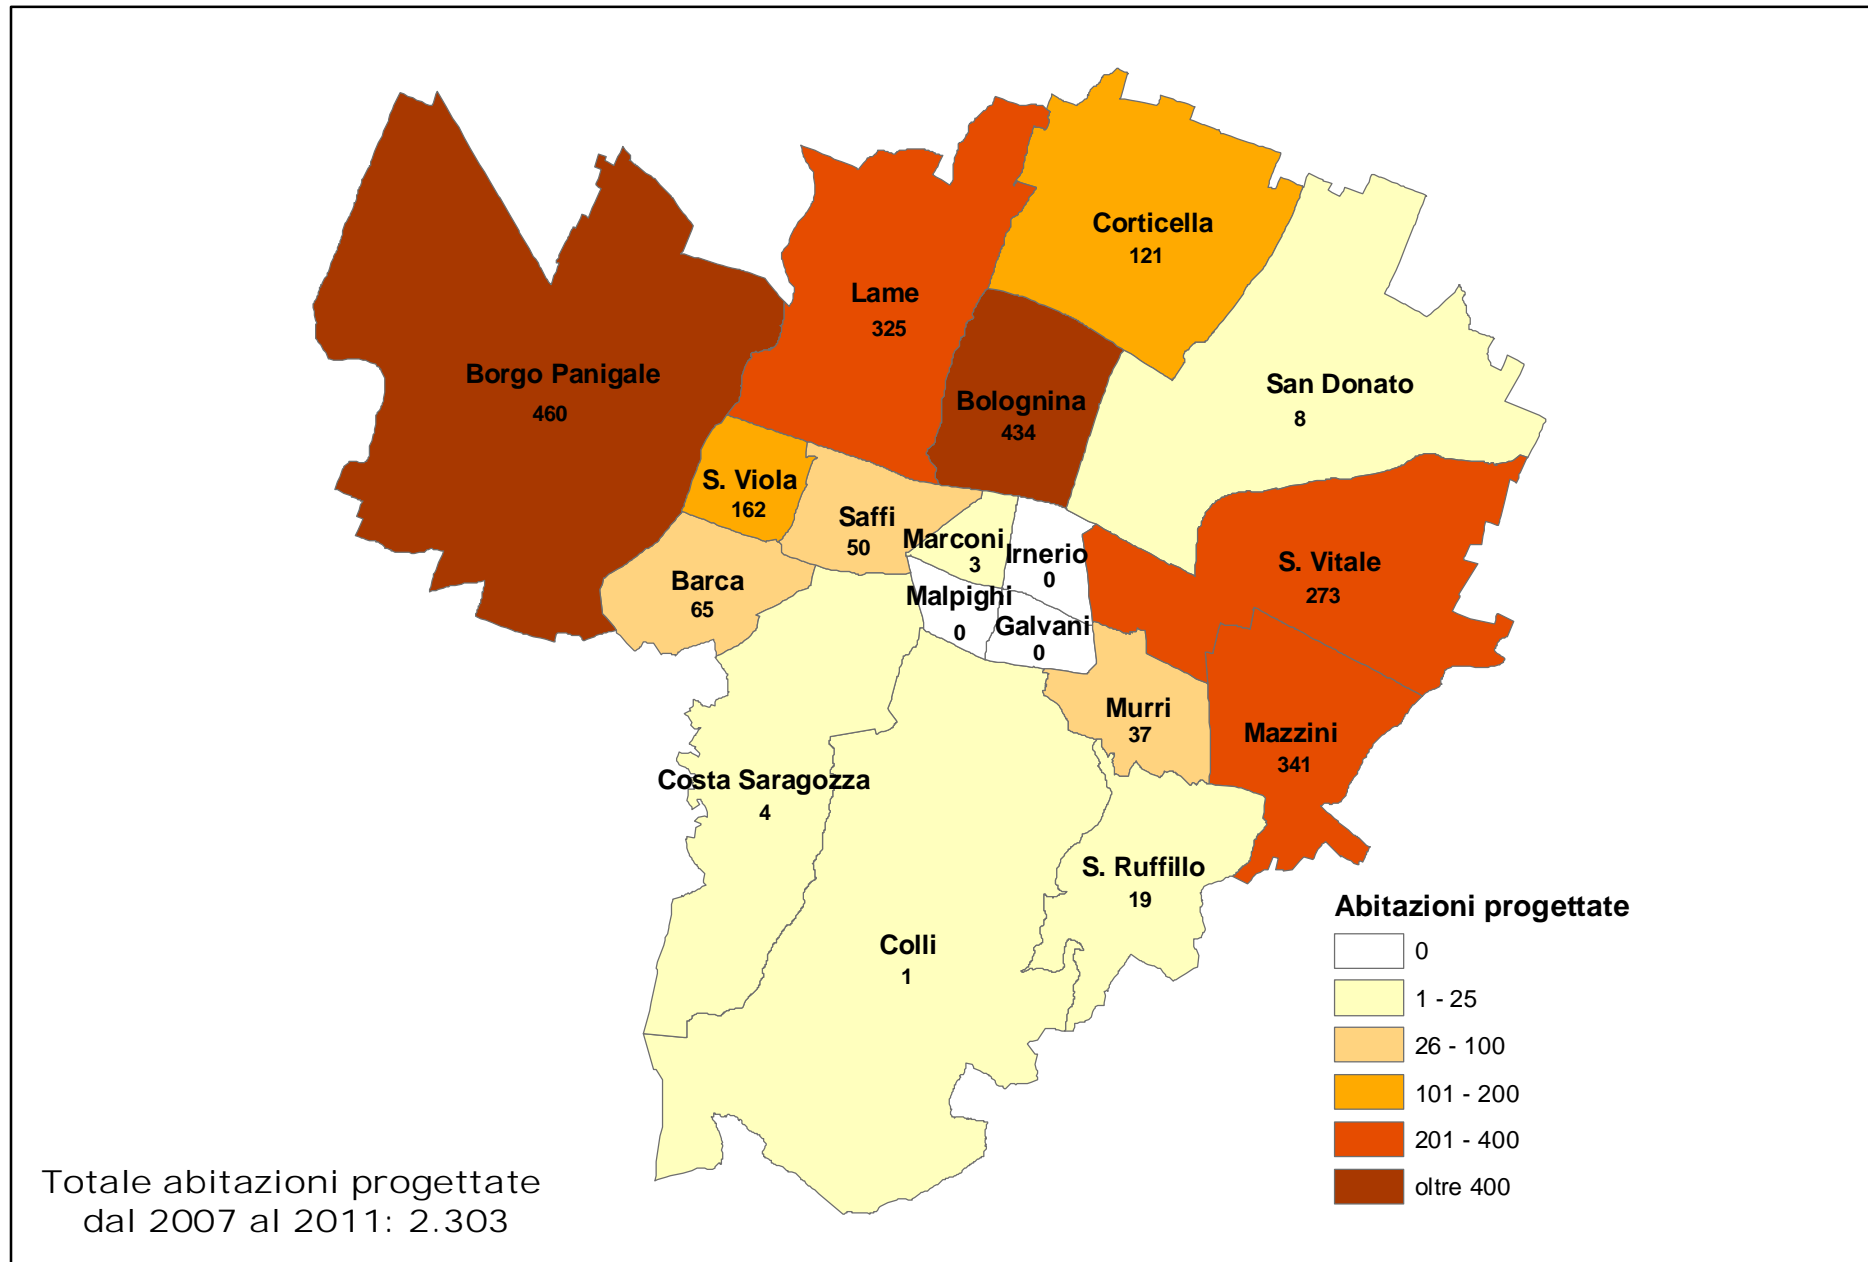 Corticella
121
Lame
325
Borgo Panigale
460
Bolognina
434
San Donato
8
S. Viola
162
Saffi
50
Marconi
3
Irnerio
0
S. Vitale
273
Barca
65
Malpighi
0
Galvani
0
Murri
37
Mazzini
341
Costa Saragozza
4
S. Ruffillo
19
Colli
1
Abitazioni progettate
0
1 - 25
26 - 100
101 - 200
201 - 400
oltre 400
Totale abitazioni progettate
dal 2007 al 2011: 2.303